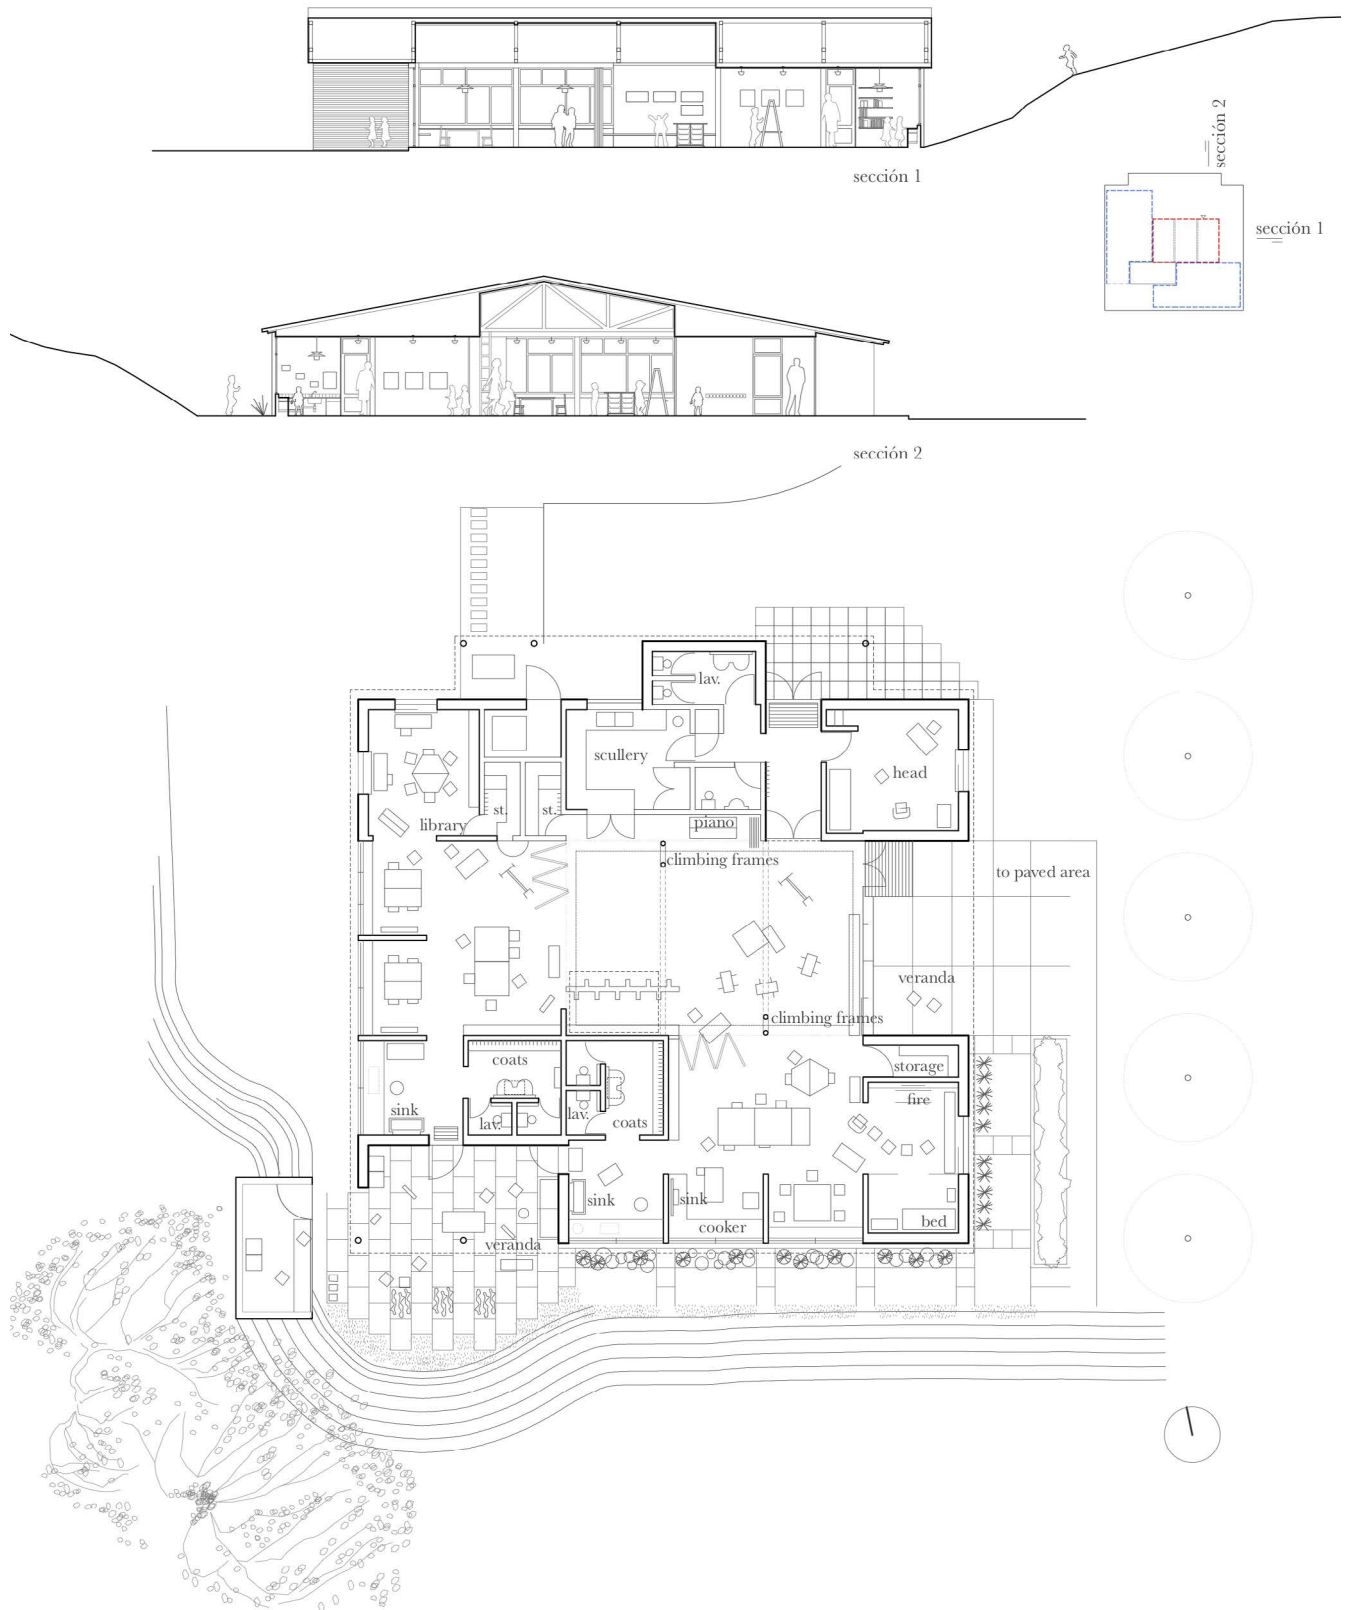 sección 1
sección 2
sección 1
sección 2
lav.
scullery
head
st.
st.
library
piano
climbing frames
to paved area
veranda
climbing frames
coats
storage
fire
sink
lav.
lav.
coats
sink
sink
cooker
bed
veranda